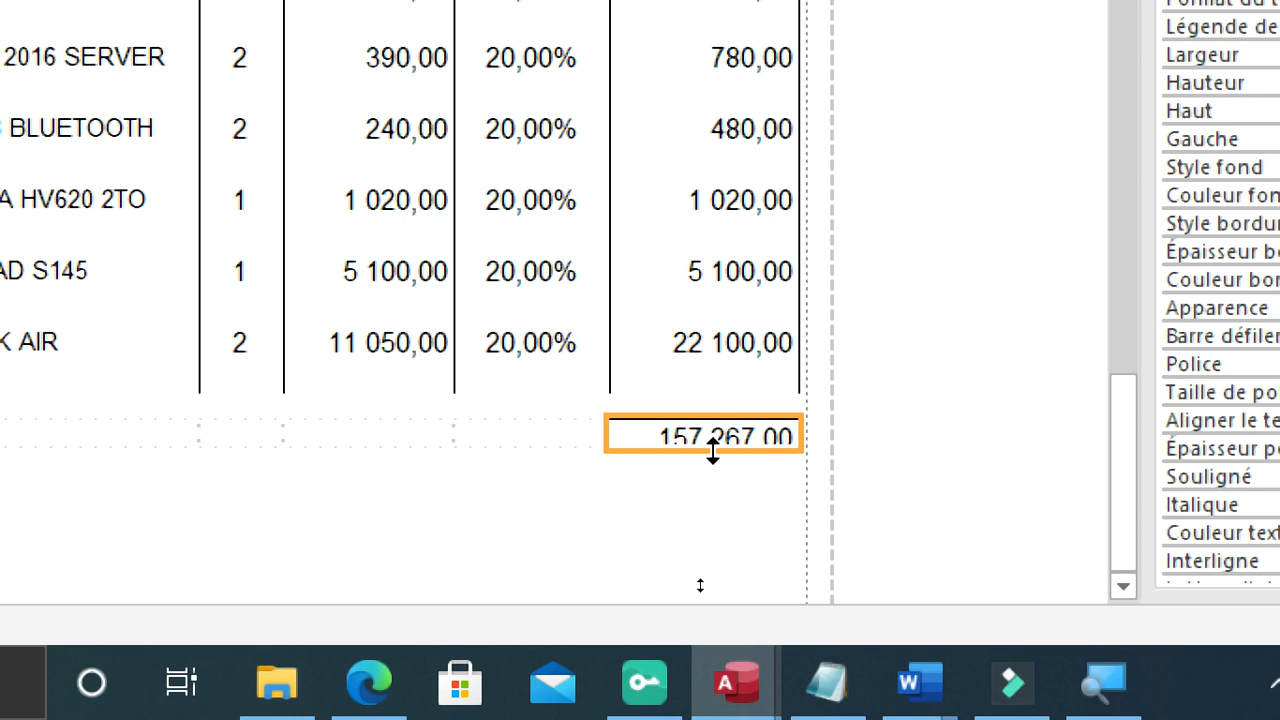 2016 SERVER 2 390,00 20,00% 780,00
BLUETOOTH 2 240,00 20,00% 480,00
A HV620 2TO 1 1 020,00 20,00% 1 020,00
AD S145 1 5 100,00 20,00% 5 100,00
K AIR 2 11 050,00 20,00% 22 100,00
157 267,00
Légende de
Largeur
Hauteur
Haut
Gauche
Style fond
Couleur fon
Style bordu
Épaisseur b
Couleur bor
Apparence
Barre défile
Police
Taille de po
Aligner le te
Épaisseur p
Souligné
Italique
Couleur text
Interligne
A
W